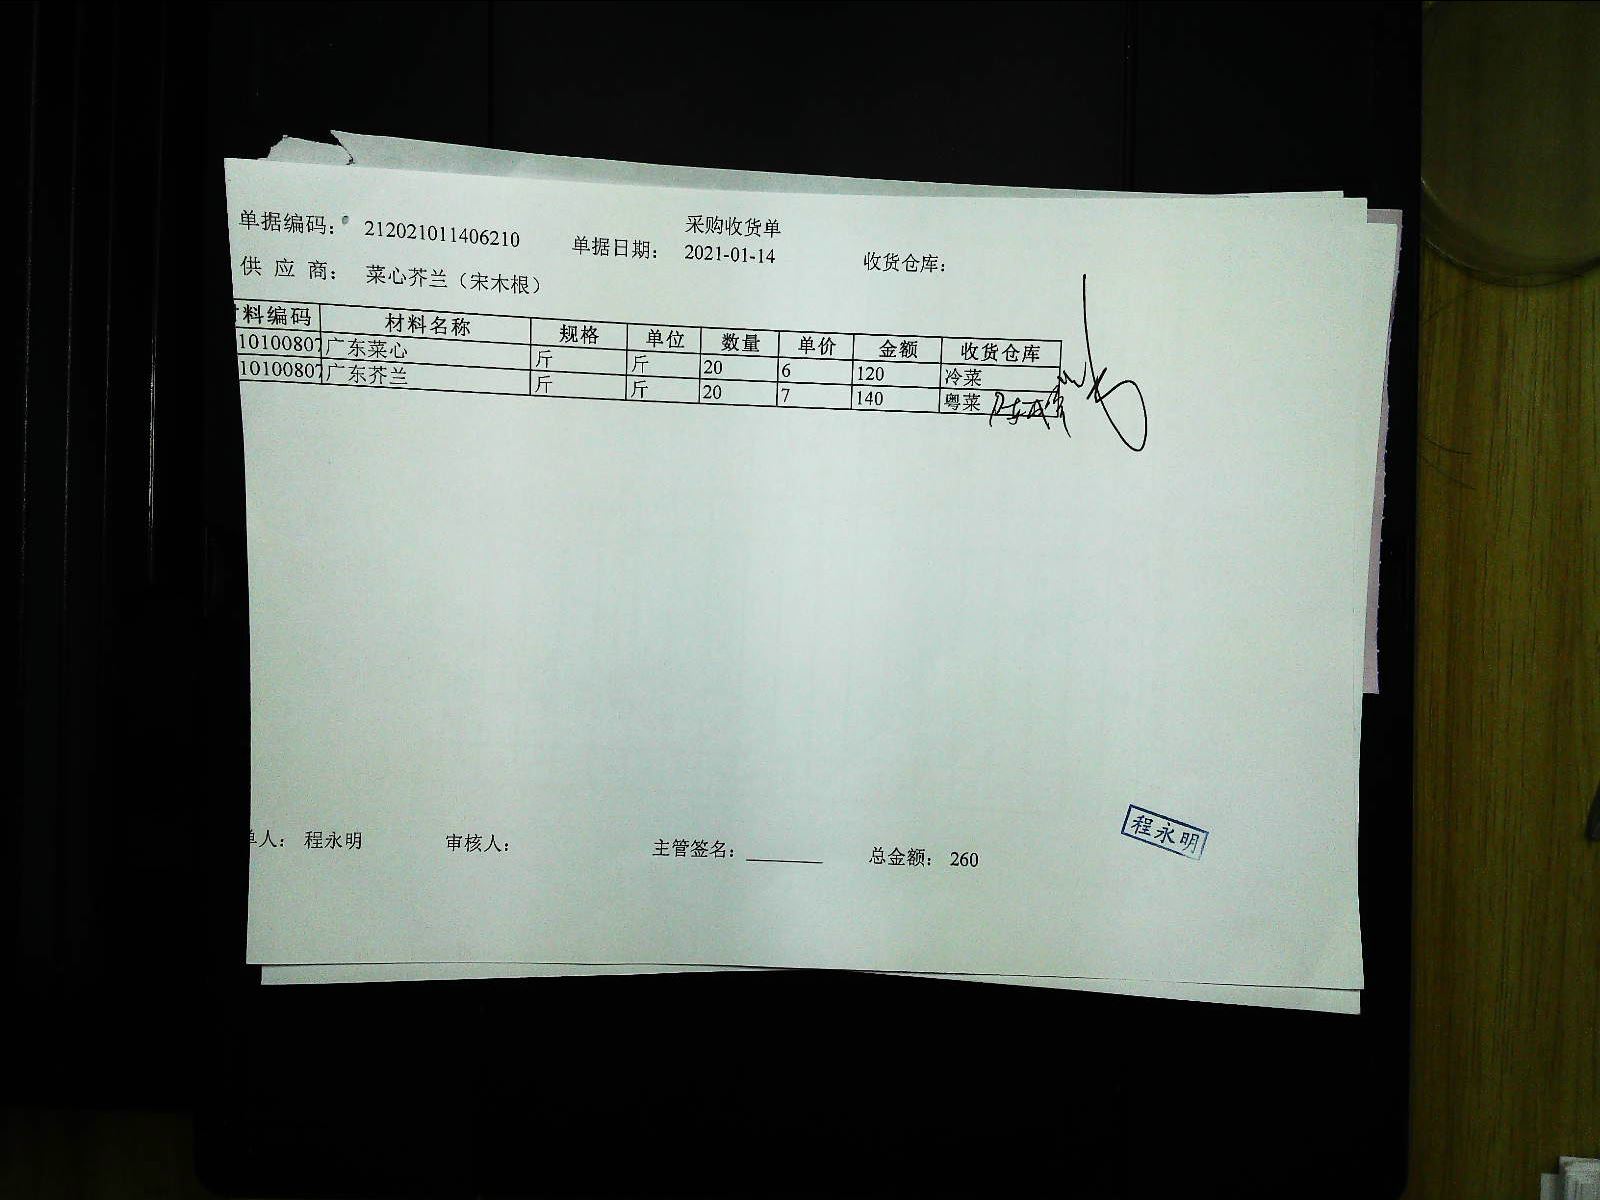 采购收货单
单据编码： 212021011406210 单据日期： 2021-01-14 收货仓库：
供 应 商： 菜心芥兰（宋木根）
料编码 材料名称 规格 单位 数量 单价 金额 收货仓库
10100807 广东菜心 斤 斤 20 6 120 冷菜
10100807 广东芥兰 斤 斤 20 7 140 粤菜
单人： 程永明 审核人： 主管签名： 总金额： 260
程永明